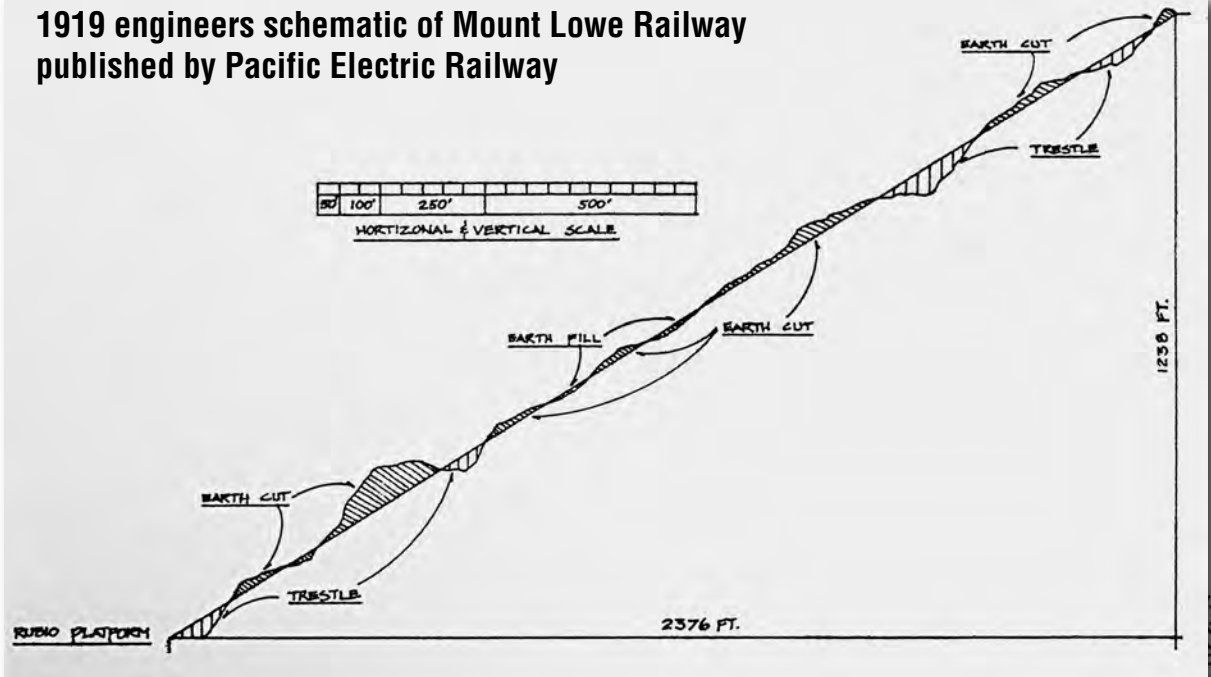 1919 engineers schematic of Mount Lowe Railway
published by Pacific Electric Railway
EARTH CUT
TRESTLE
50' 100' 250' 500'
HORTIZONAL & VERTICAL SCALE
1238 FT.
EARTH FILL
EARTH CUT
EARTH CUT
TRESTLE
RUBIO PLATFORM
2376 FT.